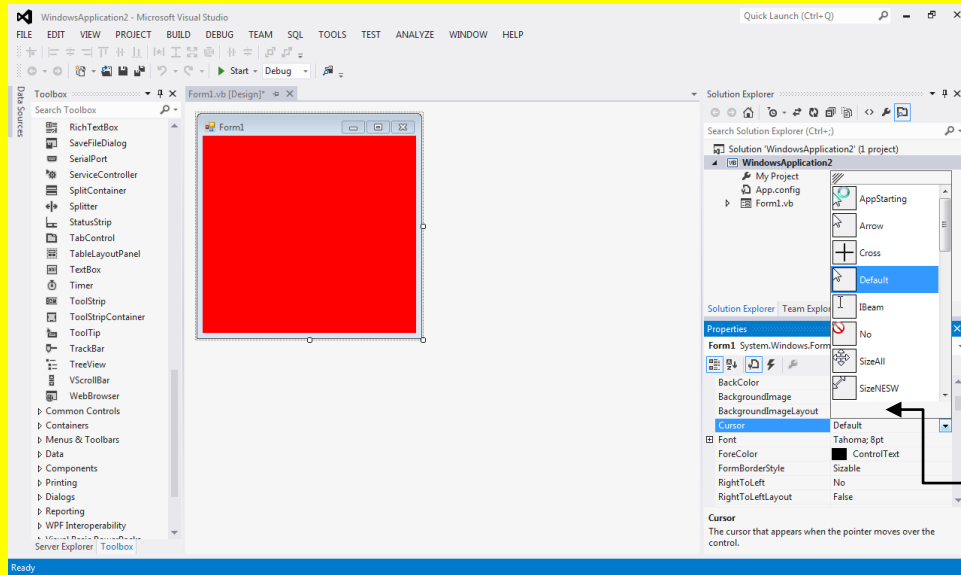 WindowsApplication2 - Microsoft Visual Studio
Quick Launch (Ctrl+Q)
FILE EDIT VIEW PROJECT BUILD DEBUG TEAM SQL TOOLS TEST ANALYZE WINDOW HELP
Start Debug
Data Sources
Toolbox
Search Toolbox
RichTextBox
SaveFileDialog
SerialPort
ServiceController
SplitContainer
Splitter
StatusStrip
TabControl
TableLayoutPanel
TextBox
Timer
ToolStrip
ToolStripContainer
ToolTip
TrackBar
TreeView
VScrollBar
WebBrowser
Common Controls
Containers
Menus & Toolbars
Data
Components
Printing
Dialogs
Reporting
WPF Interoperability
Server Explorer Toolbox
Form1.vb [Design]*
Form1
Solution Explorer
Search Solution Explorer (Ctrl+;)
Solution 'WindowsApplication2' (1 project)
WindowsApplication2
My Project
App.config
Form1.vb
AppStarting
Arrow
Cross
Default
IBeam
No
SizeAll
SizeNESW
Solution Explorer Team Explor
Properties
Form1 System.Windows.Form
BackColor
BackgroundImage
BackgroundImageLayout
Cursor Default
Font Tahoma; 8pt
ForeColor ControlText
FormBorderStyle Sizable
RightToLeft No
RightToLeftLayout False
Cursor
The cursor that appears when the pointer moves over the
control.
Ready